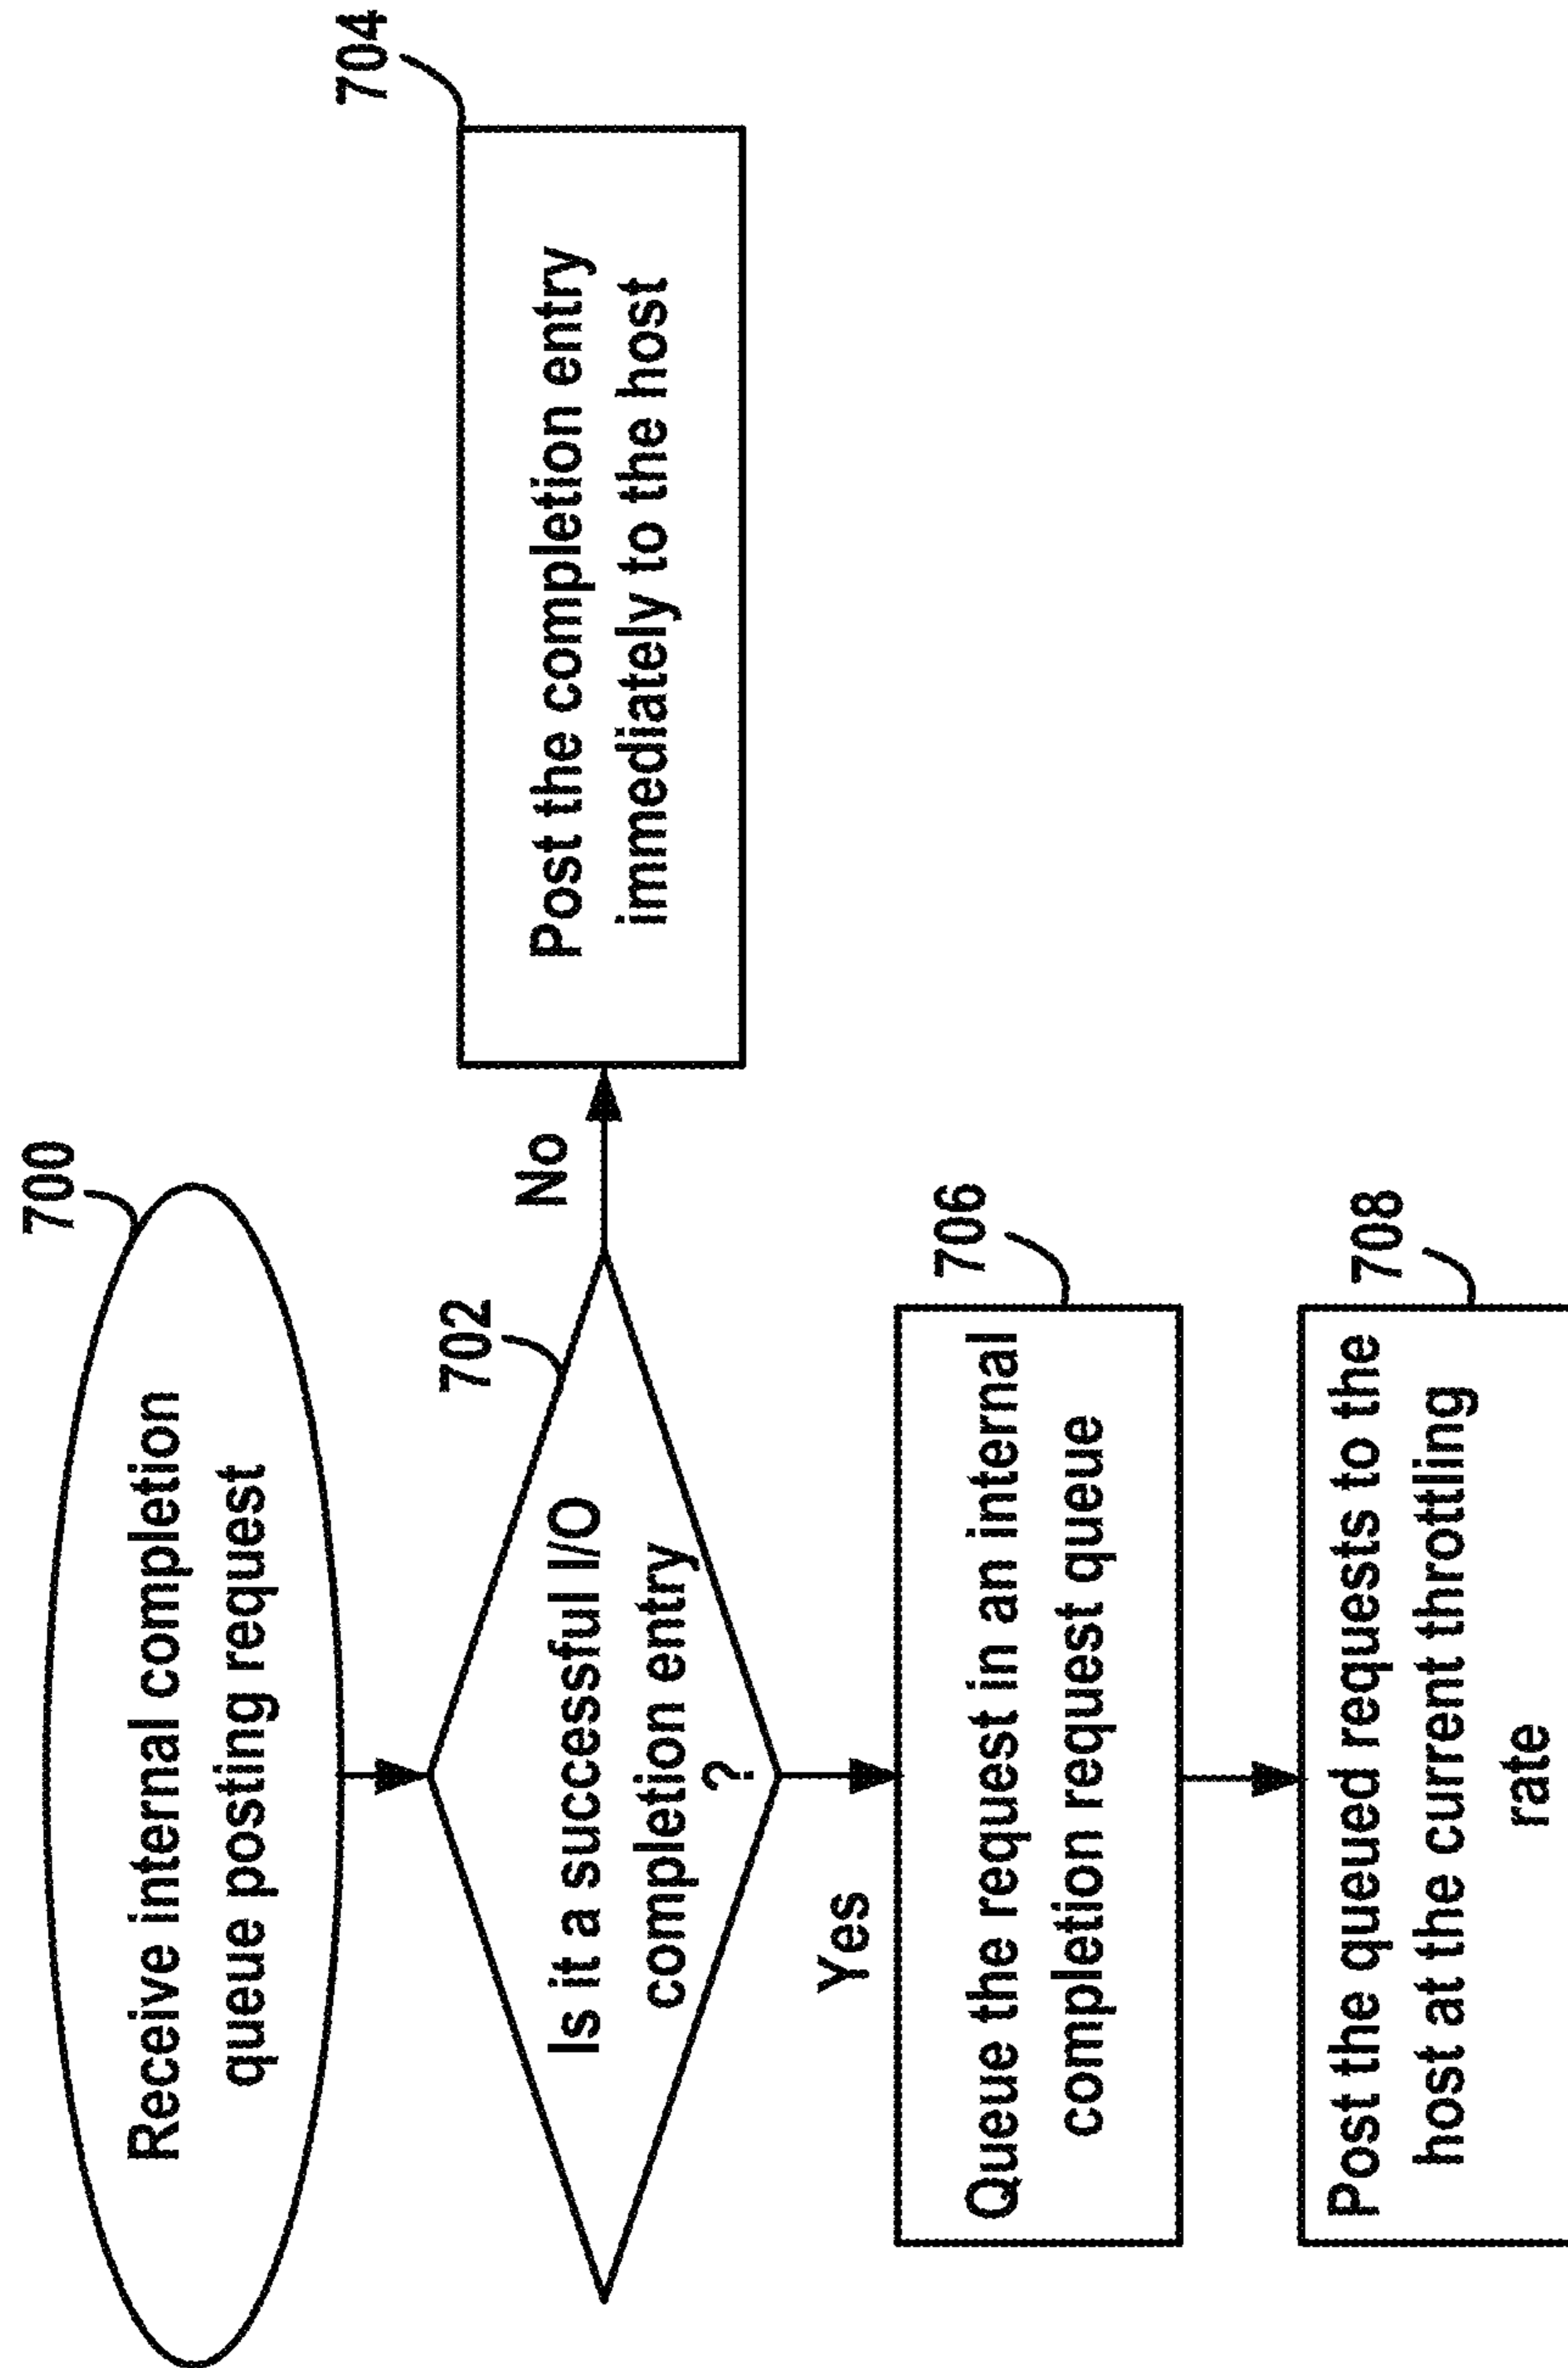 700
Receive internal completion
queue posting request
702
Is it a successful I/O
completion entry
?
No
704
Post the completion entry
immediately to the host
Yes
706
Queue the request in an internal
completion request queue
708
Post the queued requests to the
host at the current throttling
rate